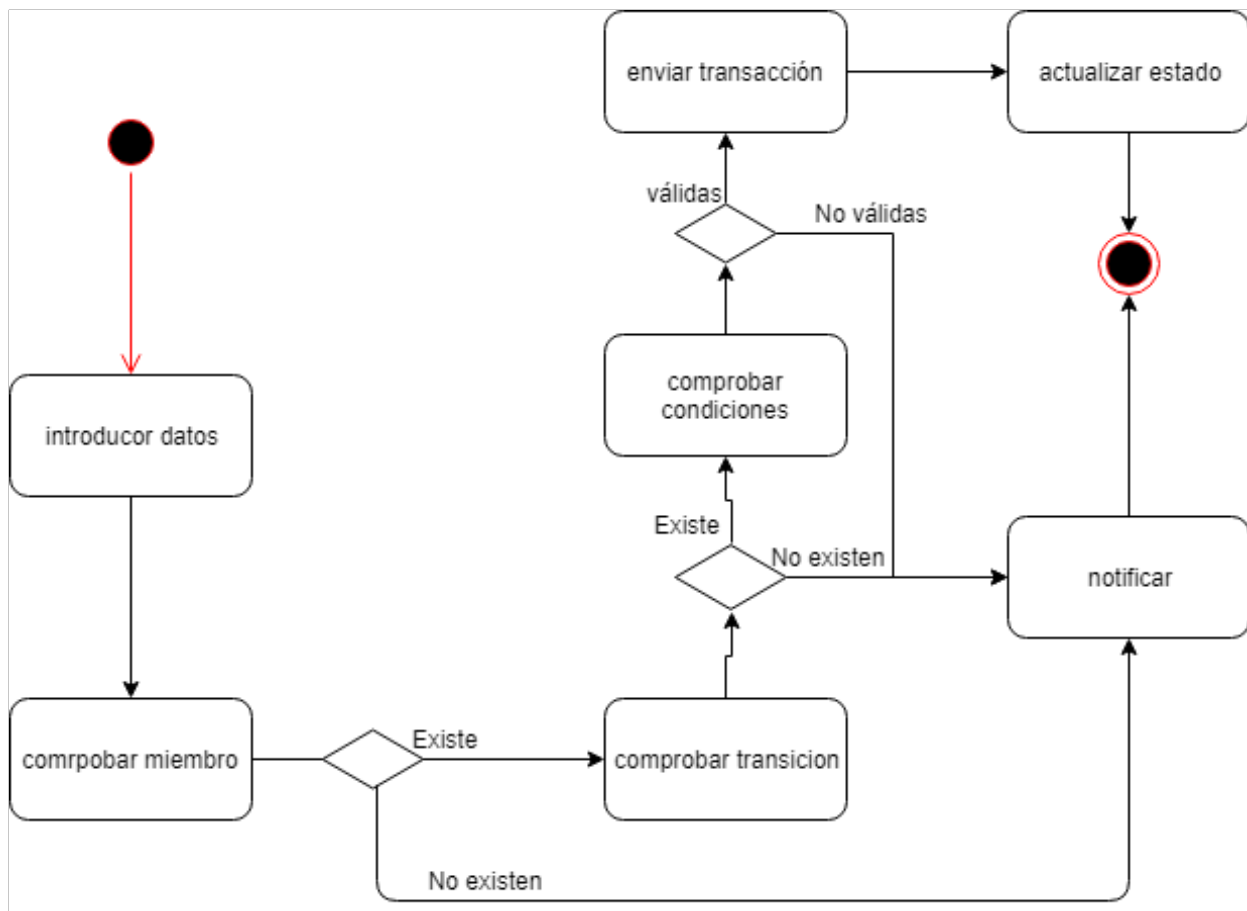 enviar transacción
actualizar estado
válidas
No válidas
comprobar
condiciones
introducor datos
Existe
No existen
notificar
comrpobar miembro
Existe
comprobar transicion
No existen